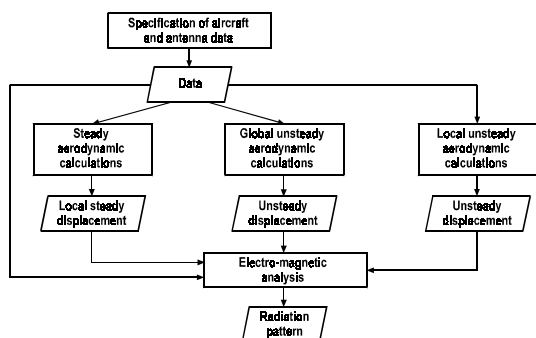 Specification of aircraft
and antenna data
Data
Steady
aerodynamic
calculations
Global unsteady
aerodynamic
calculations
Local unsteady
aerodynamic
calculations
Local steady
displacement
Unsteady
displacement
Unsteady
displacement
Electro-magnetic
analysis
Radiation
pattern